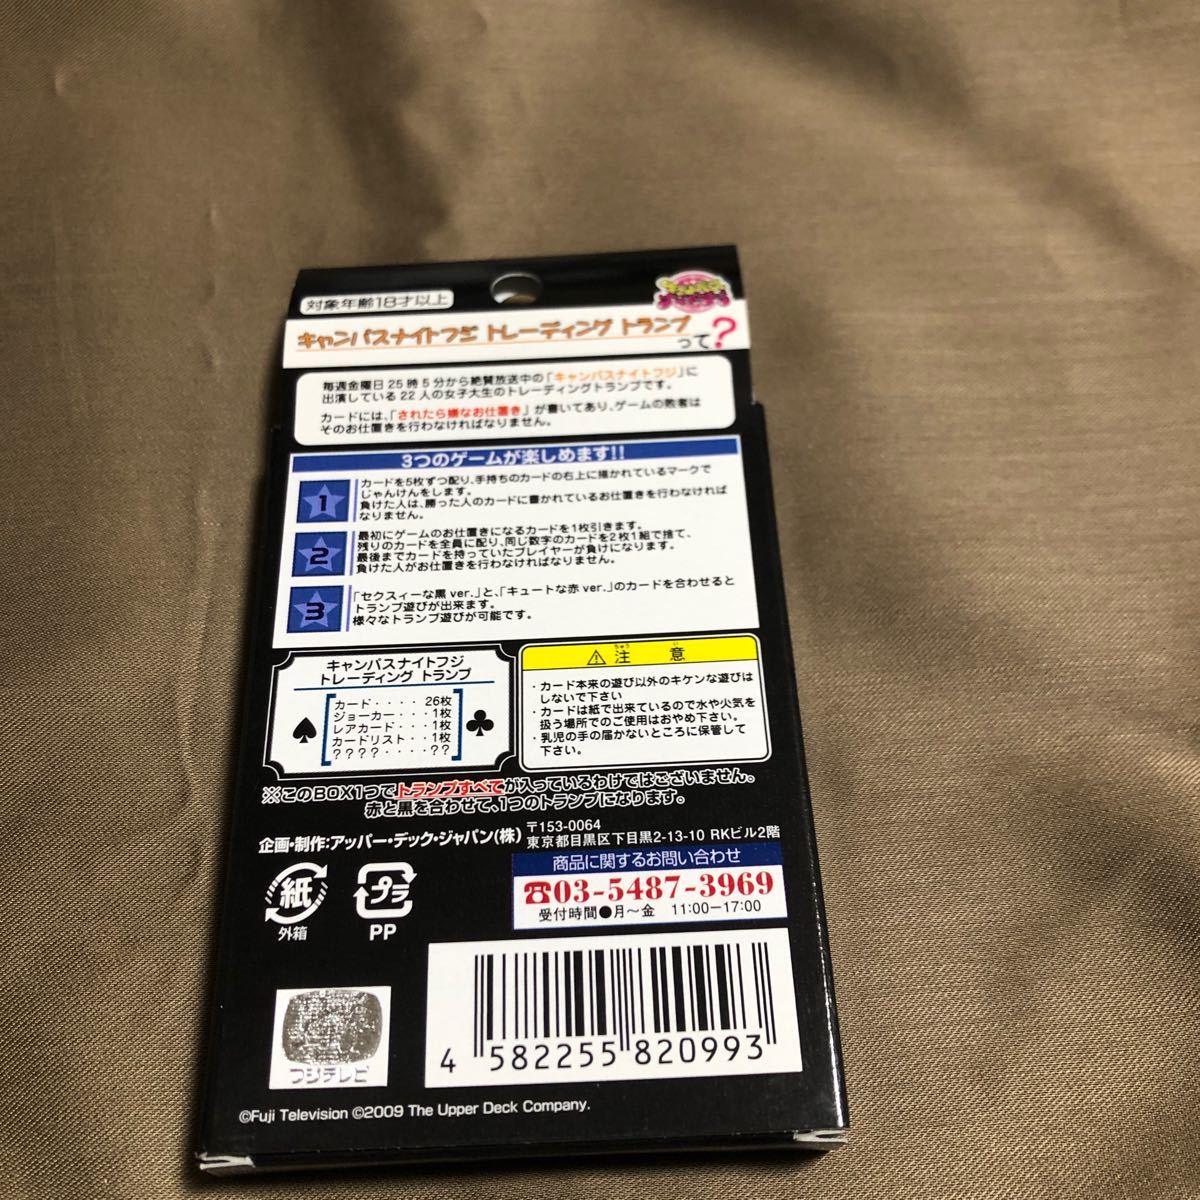 対象年齢18才以上
キャンパスナイトフジ トレーディング トランプ
って?
毎週金曜日25時5分から絶賛放送中の「キャンパスナイトフジ」に
出演している22人の女子大生のトレーディングトランプです。
カードには、「されたら嫌なお仕置き」が書いてあり、ゲームの敗者は
そのお仕置きを行わなければなりません。
3つのゲームが楽しめます!!
1
カードを5枚ずつ配り、手持ちのカードの右上に描かれているマークで
じゃんけんをします。
負けた人は、勝った人のカードに書かれているお仕置きを行わなければ
なりません。
2
最初にゲームのお仕置きになるカードを1枚引きます。
残りのカードを全員に配り、同じ数字のカードを2枚1組で捨て、
最後までカードを持っていたプレイヤーが負けになります。
負けた人がお仕置きを行わなければなりません。
3
「セクスィーな黒 ver.」と、「キュートな赤 ver.」のカードを合わせると
トランプ遊びが出来ます。
様々なトランプ遊びが可能です。
キャンパスナイトフジ
トレーディング トランプ
カード・・・・26枚
ジョーカー・・・1枚
レアカード・・・1枚
カードリスト・・1枚
????・・・・??
⚠注意
ちゅう い
・カード本来の遊び以外のキケンな遊びは
しないで下さい
・カードは紙で出来ているので水や火気を
扱う場所でのご使用はおやめ下さい。
・乳児の手の届かないところに保管して
下さい。
※このBOX1つでトランプすべてが入っているわけではございません。
赤と黒を合わせて、1つのトランプになります。
企画・制作:アッパー・デック・ジャパン(株)
〒153-0064
東京都目黒区下目黒2-13-10 RKビル2階
商品に関するお問い合わせ
☎03-5487-3969
受付時間●月〜金 11:00−17:00
紙
外箱
プラ
PP
フジテレビ
4 582255 820993
©Fuji Television ©2009 The Upper Deck Company.